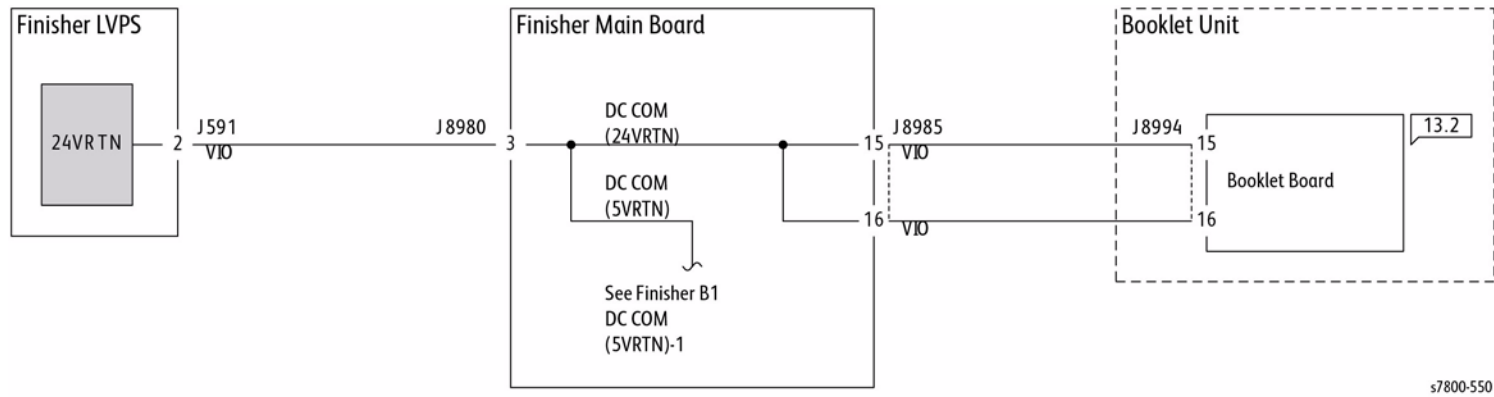 Finisher LVPS
Finisher Main Board
Booklet Unit
24VRTN
2
J591
VIO
J8980
3
DC COM
(24VRTN)
DC COM
(5VRTN)
See Finisher B1
DC COM
(5VRTN)-1
15
J8985
VIO
16
VIO
J8994
15
16
Booklet Board
13.2
s7800-550